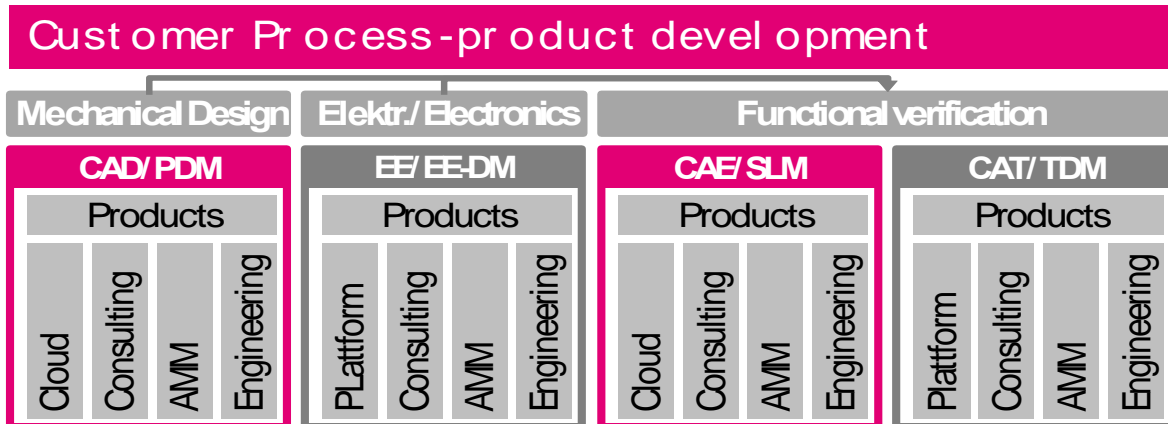 Customer Process-product development
Mechanical Design
Elektr./Electronics
Functional verification
CAD/PDM
EE/EE-DM
CAE/SLM
CAT/TDM
Products
Products
Products
Products
Cloud
Consulting
AMM
Engineering
PLattform
Consulting
AMM
Engineering
Cloud
Consulting
AMM
Engineering
Plattform
Consulting
AMM
Engineering